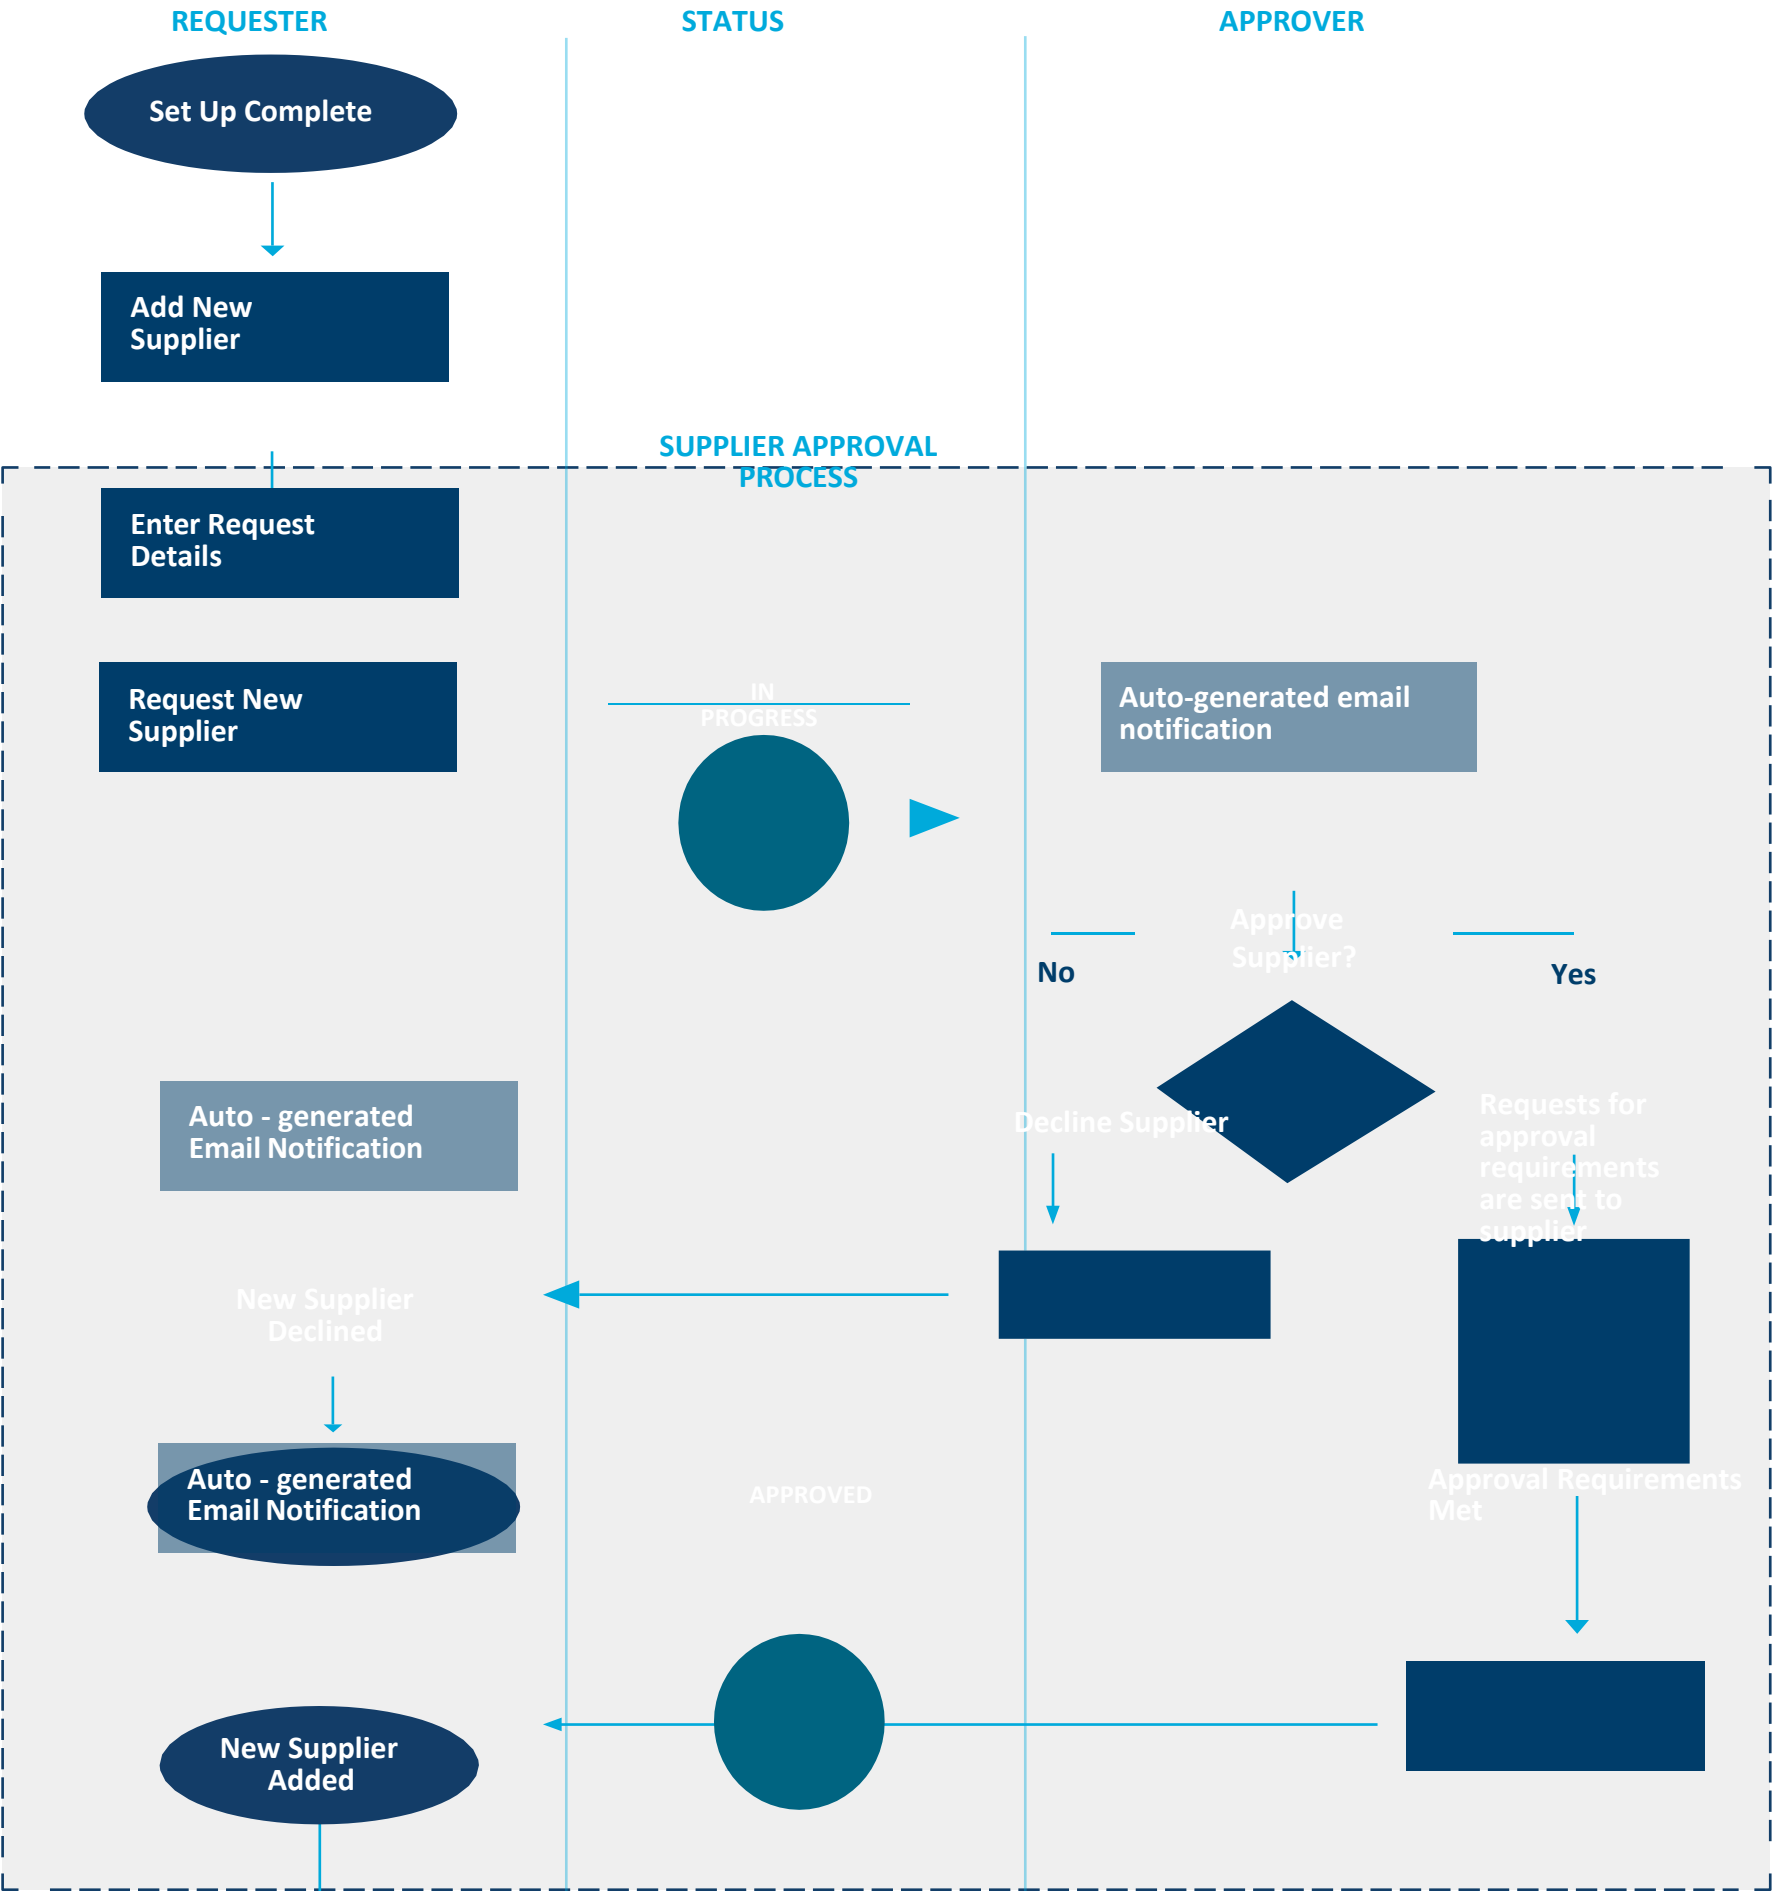 REQUESTER
STATUS
APPROVER
Set Up Complete
Add New
Supplier
SUPPLIER APPROVAL
PROCESS
Enter Request
Details
Request New
Supplier
IN
PROGRESS
Auto-generated email
notification
Approve
Supplier?
No
Yes
Auto - generated
Email Notification
Decline Supplier
Requests for
approval
requirements
are sent to
supplier
New Supplier
Declined
Auto - generated
Email Notification
APPROVED
Approval Requirements
Met
New Supplier
Added